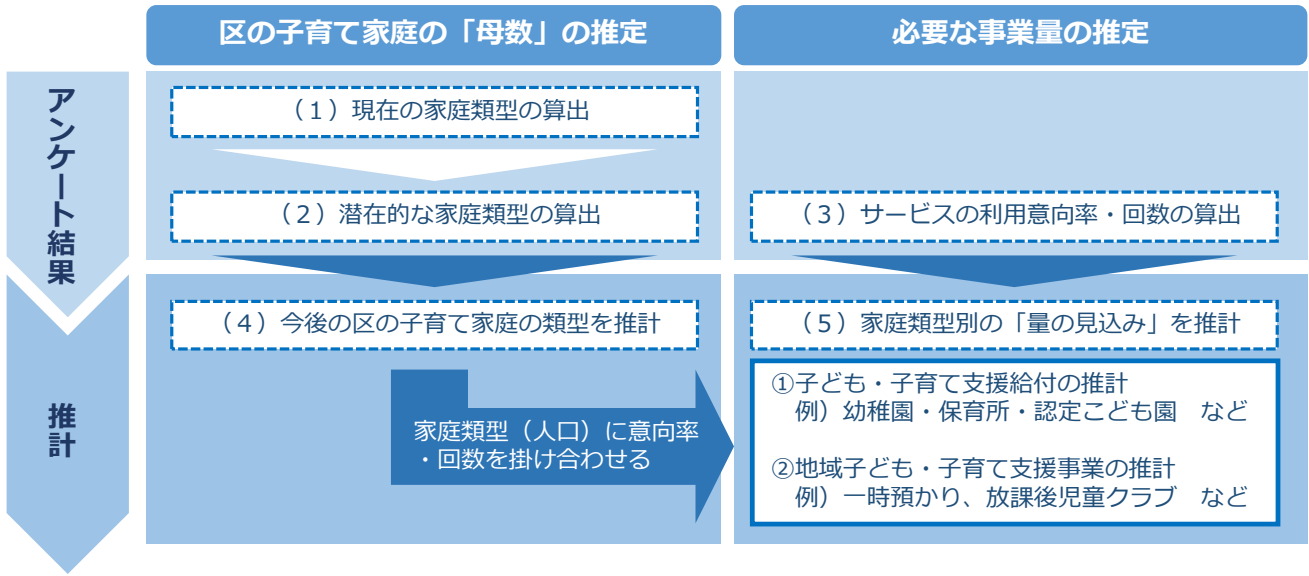 区の子育て家庭の「母数」の推定
必要な事業量の推定
アンケート結果
（１）現在の家庭類型の算出
（２）潜在的な家庭類型の算出
（３）サービスの利用意向率・回数の算出
推計
（４）今後の区の子育て家庭の類型を推計
（５）家庭類型別の「量の見込み」を推計
家庭類型（人口）に意向率
・回数を掛け合わせる
①子ども・子育て支援給付の推計
例）幼稚園・保育所・認定こども園　など
②地域子ども・子育て支援事業の推計
例）一時預かり、放課後児童クラブ　など